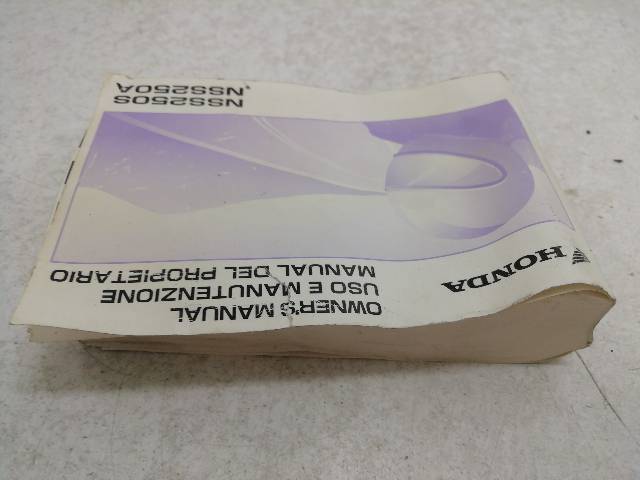 HONDA
OWNER'S MANUAL
USO E MANUTENZIONE
MANUAL DEL PROPIETARIO
NSS250S
NSS250A